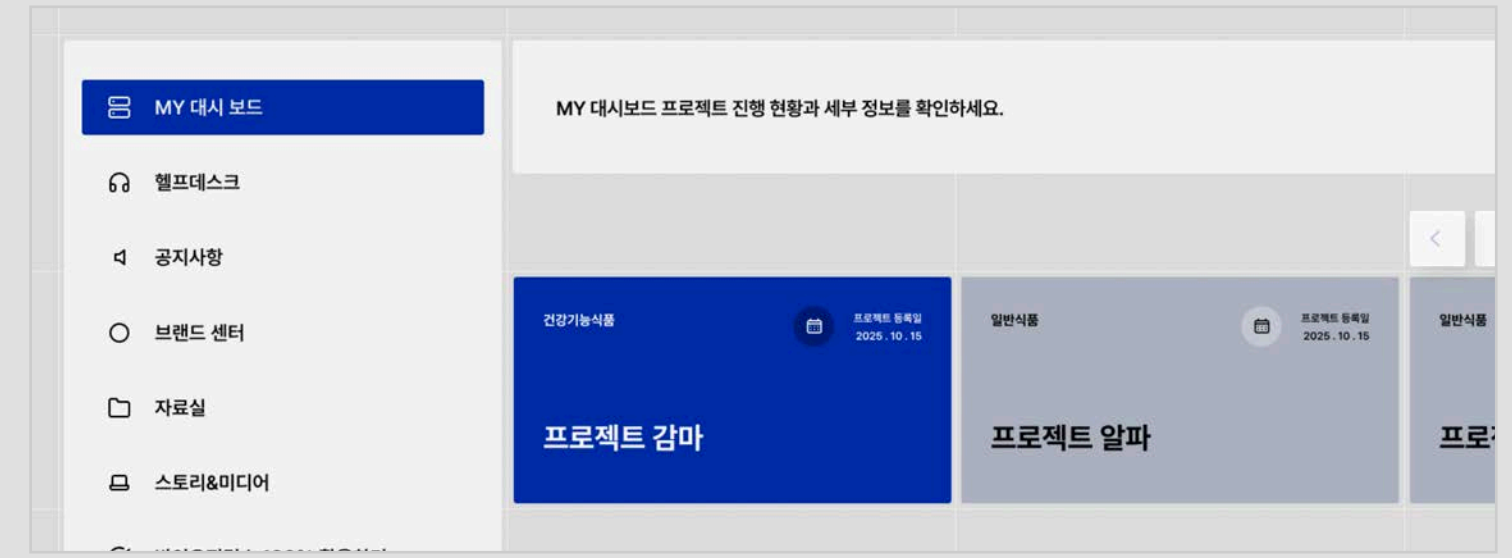 MY 대시 보드
헬프데스크
공지사항
브랜드 센터
자료실
스토리&미디어
MY 대시보드 프로젝트 진행 현황과 세부 정보를 확인하세요.
건강기능식품
프로젝트 등록일
2025 . 10 . 15
프로젝트 감마
일반식품
프로젝트 등록일
2025 . 10 . 15
프로젝트 알파
일반식품